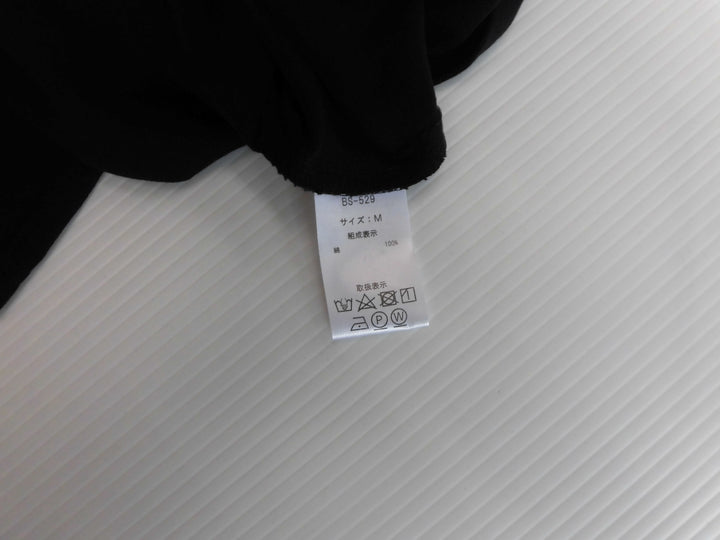 BS-529
サイズ：M
組成表示
綿 100%
取扱表示
P W